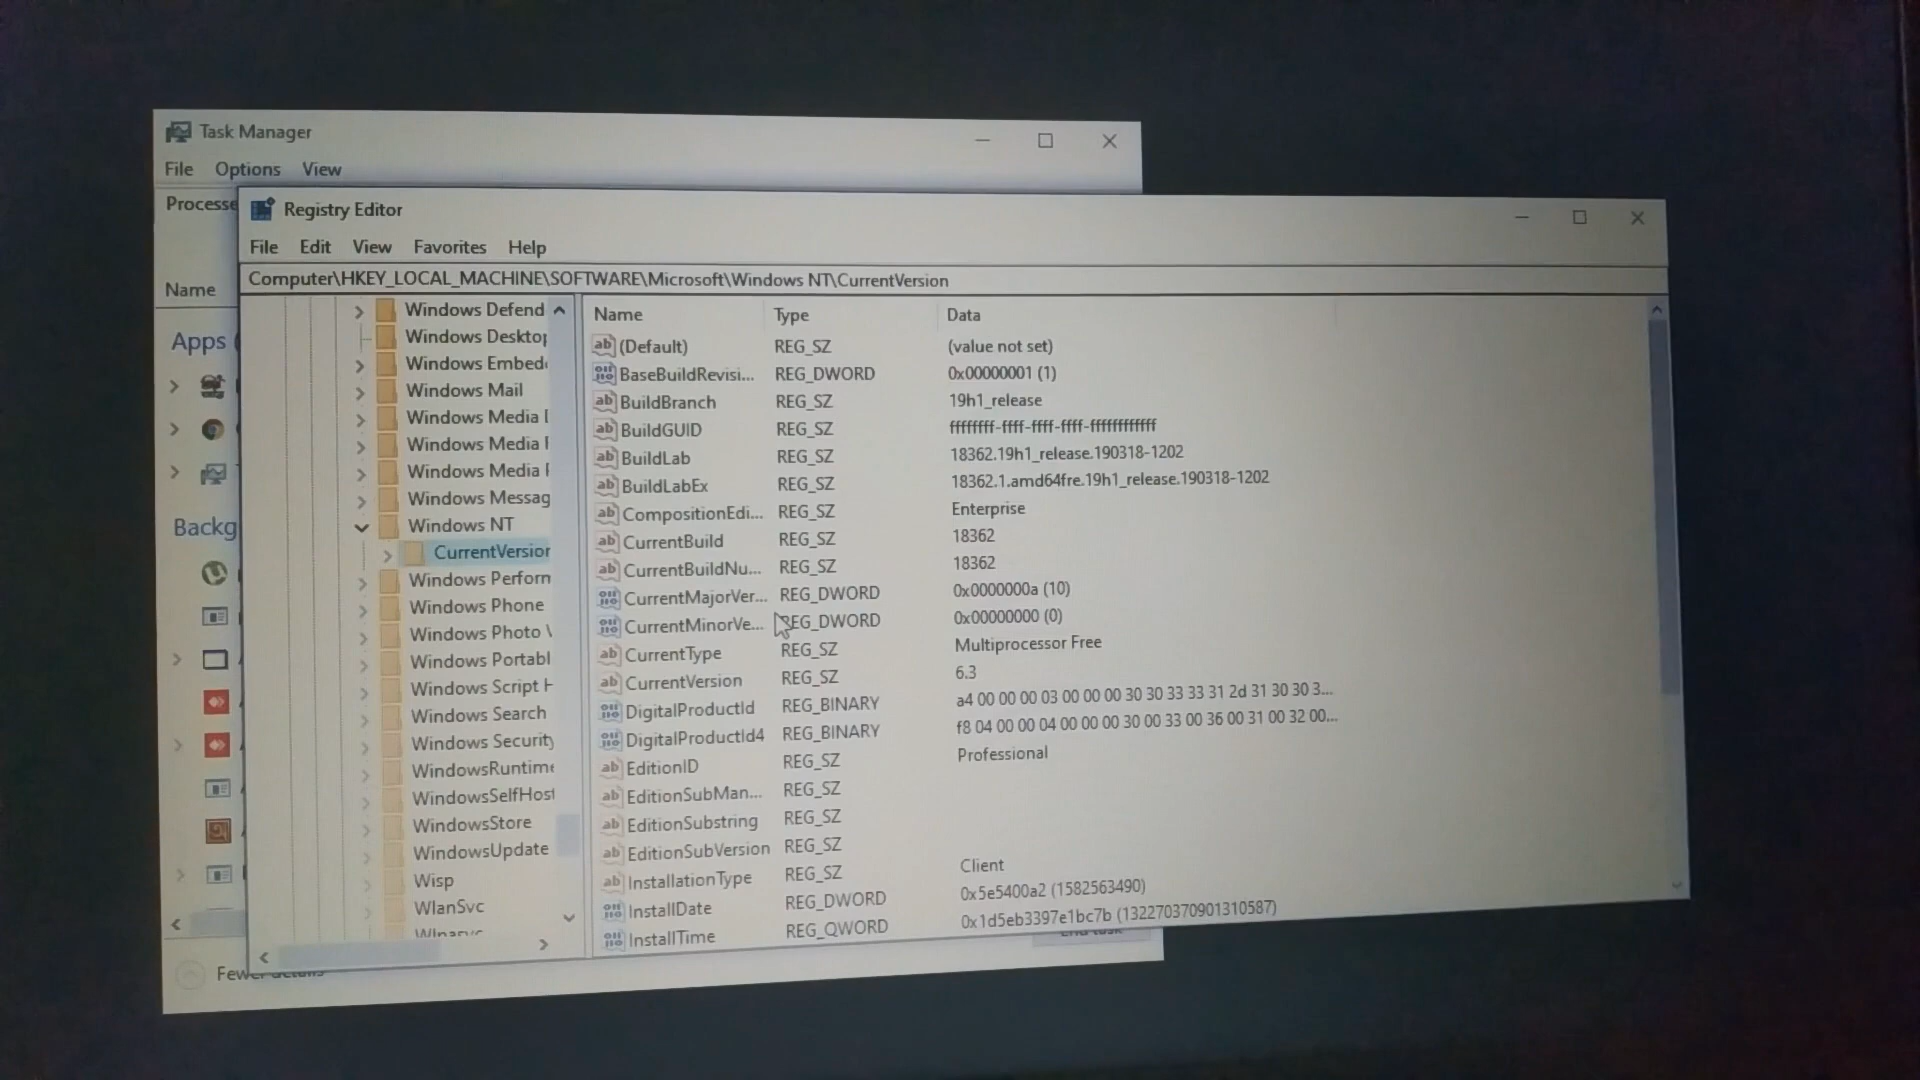 Task Manager
File Options View
Processe
Name
Apps
Backg
Fewer details
Registry Editor
File Edit View Favorites Help
Computer\HKEY_LOCAL_MACHINE\SOFTWARE\Microsoft\Windows NT\CurrentVersion
Windows Defend
Windows Desktop
Windows Embed
Windows Mail
Windows Media
Windows Media
Windows Media
Windows Messag
Windows NT
CurrentVersion
Windows Perform
Windows Phone
Windows Photo
Windows Portabl
Windows Script H
Windows Search
Windows Security
WindowsRuntime
WindowsSelfHost
WindowsStore
WindowsUpdate
Wisp
WlanSvc
Name Type Data
(Default) REG_SZ (value not set)
BaseBuildRevisi... REG_DWORD 0x00000001 (1)
BuildBranch REG_SZ 19h1_release
BuildGUID REG_SZ ffffffff-ffff-ffff-ffff-ffffffffffff
BuildLab REG_SZ 18362.19h1_release.190318-1202
BuildLabEx REG_SZ 18362.1.amd64fre.19h1_release.190318-1202
CompositionEdi... REG_SZ Enterprise
CurrentBuild REG_SZ 18362
CurrentBuildNu... REG_SZ 18362
CurrentMajorVer... REG_DWORD 0x0000000a (10)
CurrentMinorVe... REG_DWORD 0x00000000 (0)
CurrentType REG_SZ Multiprocessor Free
CurrentVersion REG_SZ 6.3
DigitalProductId REG_BINARY a4 00 00 00 03 00 00 00 30 30 33 33 31 2d 31 30 30 3...
DigitalProductId4 REG_BINARY f8 04 00 00 04 00 00 00 30 00 33 00 36 00 31 00 32 00...
EditionID REG_SZ Professional
EditionSubMan... REG_SZ
EditionSubstring REG_SZ
EditionSubVersion REG_SZ
InstallationType REG_SZ Client
InstallDate REG_DWORD 0x5e5400a2 (1582563490)
InstallTime REG_QWORD 0x1d5eb3397e1bc7b (132270370901310587)